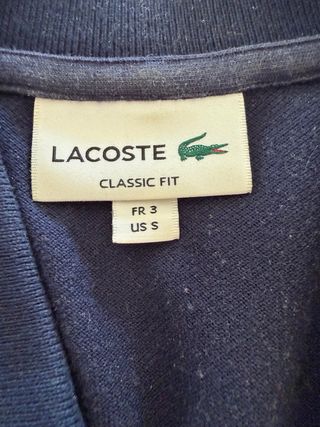 LACOSTE
CLASSIC FIT
FR 3
US S